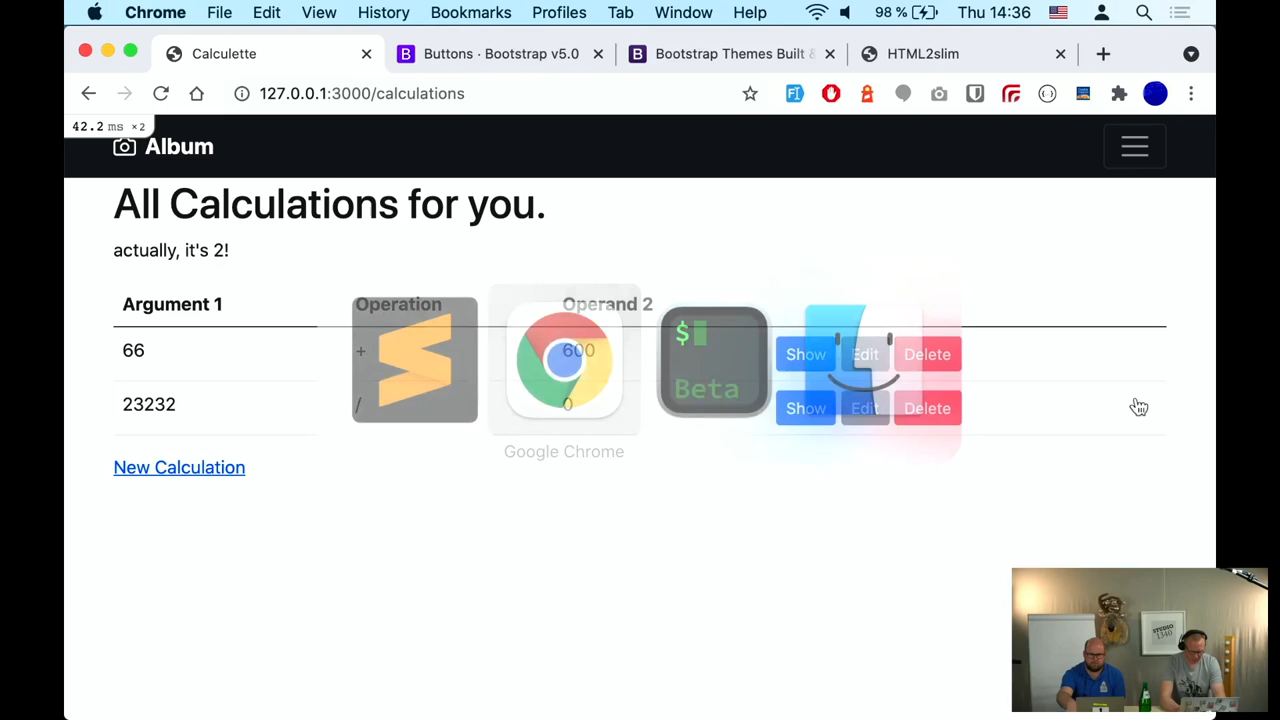 Chrome File Edit View History Bookmarks Profiles Tab Window Help 98 % Thu 14:36
Calculette Buttons · Bootstrap v5.0 Bootstrap Themes Built & HTML2slim
127.0.0.1:3000/calculations
42.2 ms ×2
Album
All Calculations for you.
actually, it's 2!
Argument 1 Operation Operand 2
66 + 600 Show Edit Delete
23232 / 0 Show Edit Delete
$
Beta
Google Chrome
New Calculation
STUDIO
1340